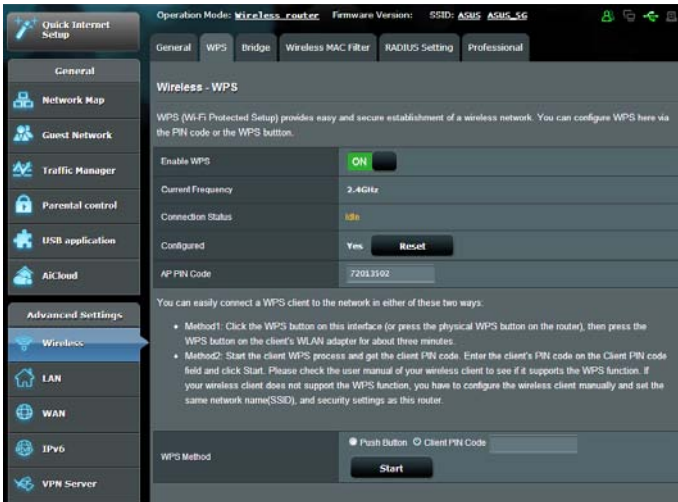 Quick Internet
Setup
Operation Mode: Wireless router Firmware Version: SSID: ASUS ASUS_5G
General WPS Bridge Wireless MAC Filter RADIUS Setting Professional
General
Network Map
Guest Network
Traffic Manager
Parental control
USB application
AiCloud
Advanced Settings
Wireless
LAN
WAN
IPv6
VPN Server
Wireless - WPS
WPS (Wi-Fi Protected Setup) provides easy and secure establishment of a wireless network. You can configure WPS here via
the PIN code or the WPS buttton.
Enable WPS ON
Current Frequency 2.4GHz
Connection Status Idle
Configured Yes Reset
AP PIN Code 72013502
You can easily connect a WPS client to the network in either of these two ways:
• Method1: Click the WPS button on this interface (or press the physical WPS button on the router), then press the
WPS button on the client's WLAN adapter for about three minutes.
• Method2: Start the client WPS process and get the client PIN code. Enter the client's PIN code on the Client PIN code
field and click Start. Please check the user manual of your wireless client to see if it supports the WPS function. If
your wireless client does not support the WPS function, you have to configure the wireless client manually and set the
same network name(SSID), and security settings as this router.
WPS Method Push Button Client PIN Code
Start